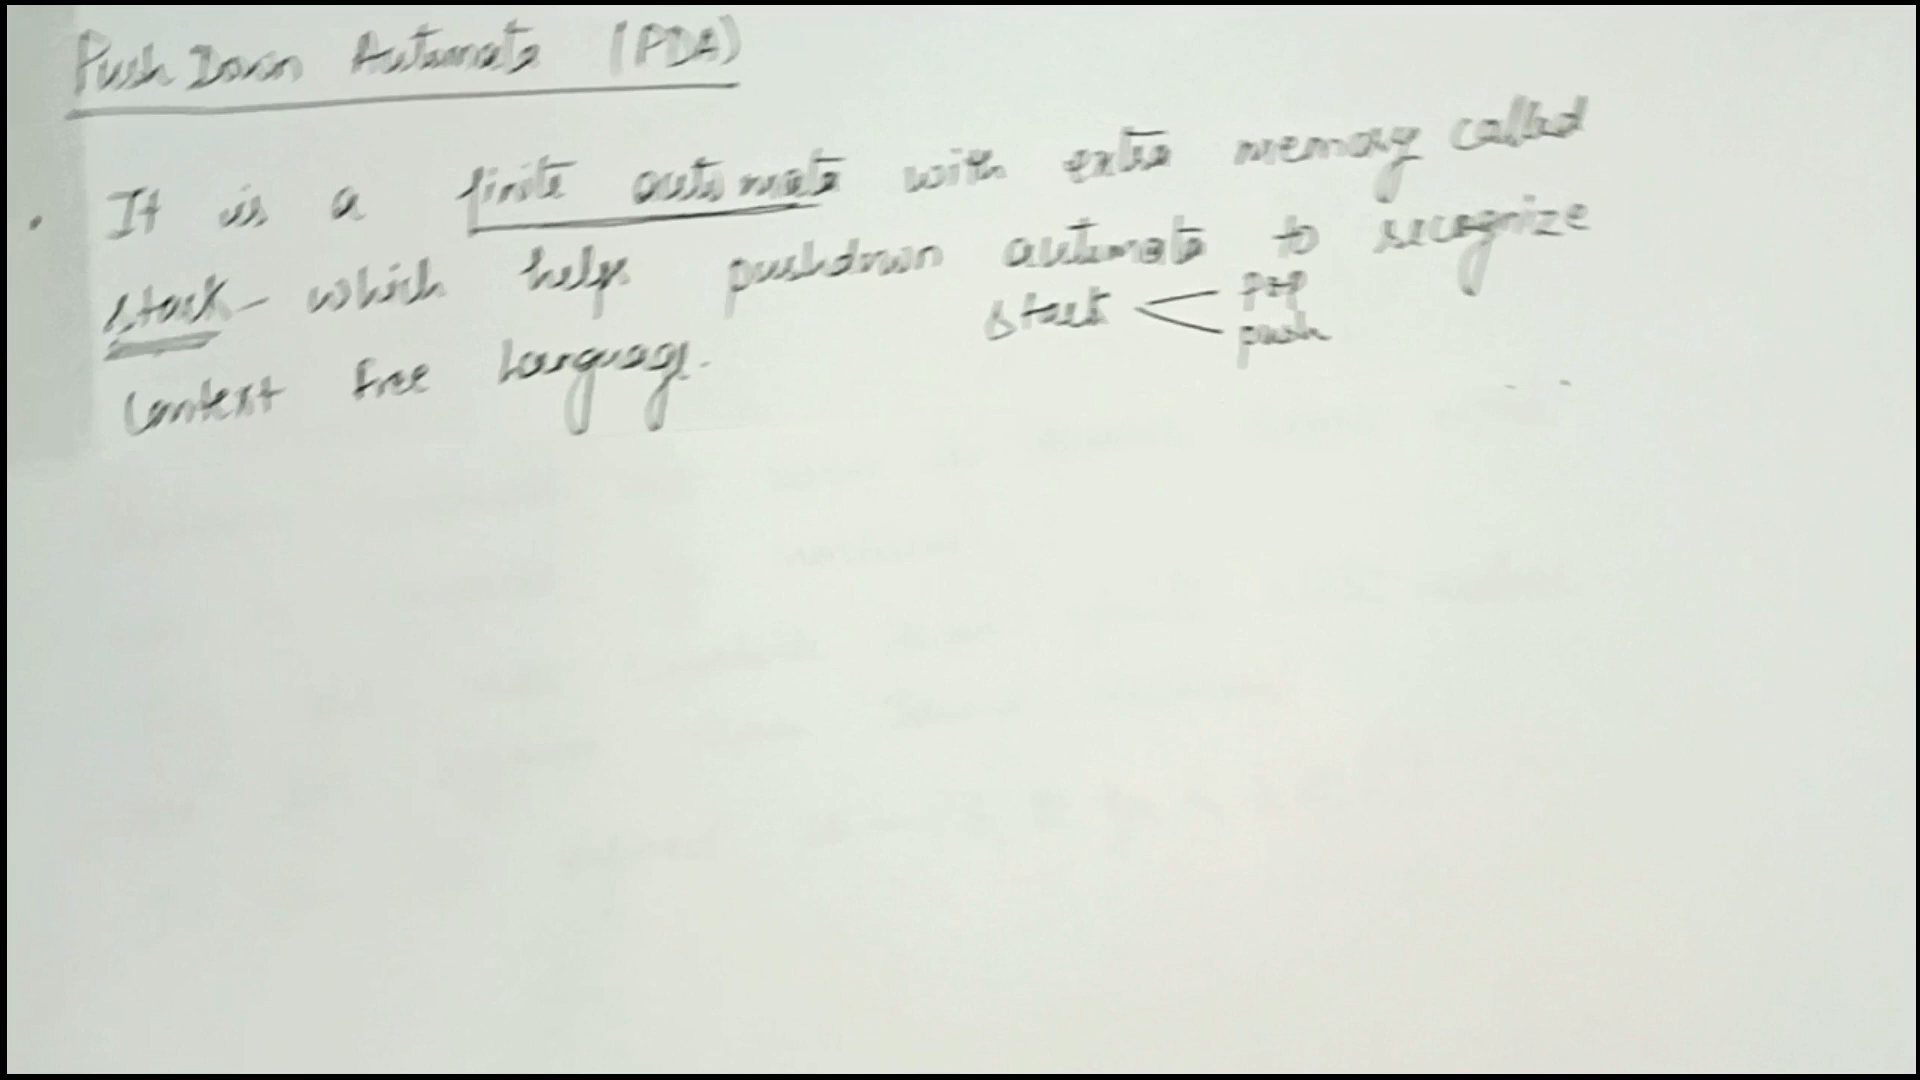 Push Down Automata (PDA)
. It is a finite automata with extra memory called
stack - which help pushdown automata to recognize
stack < pop
push
Context free language.